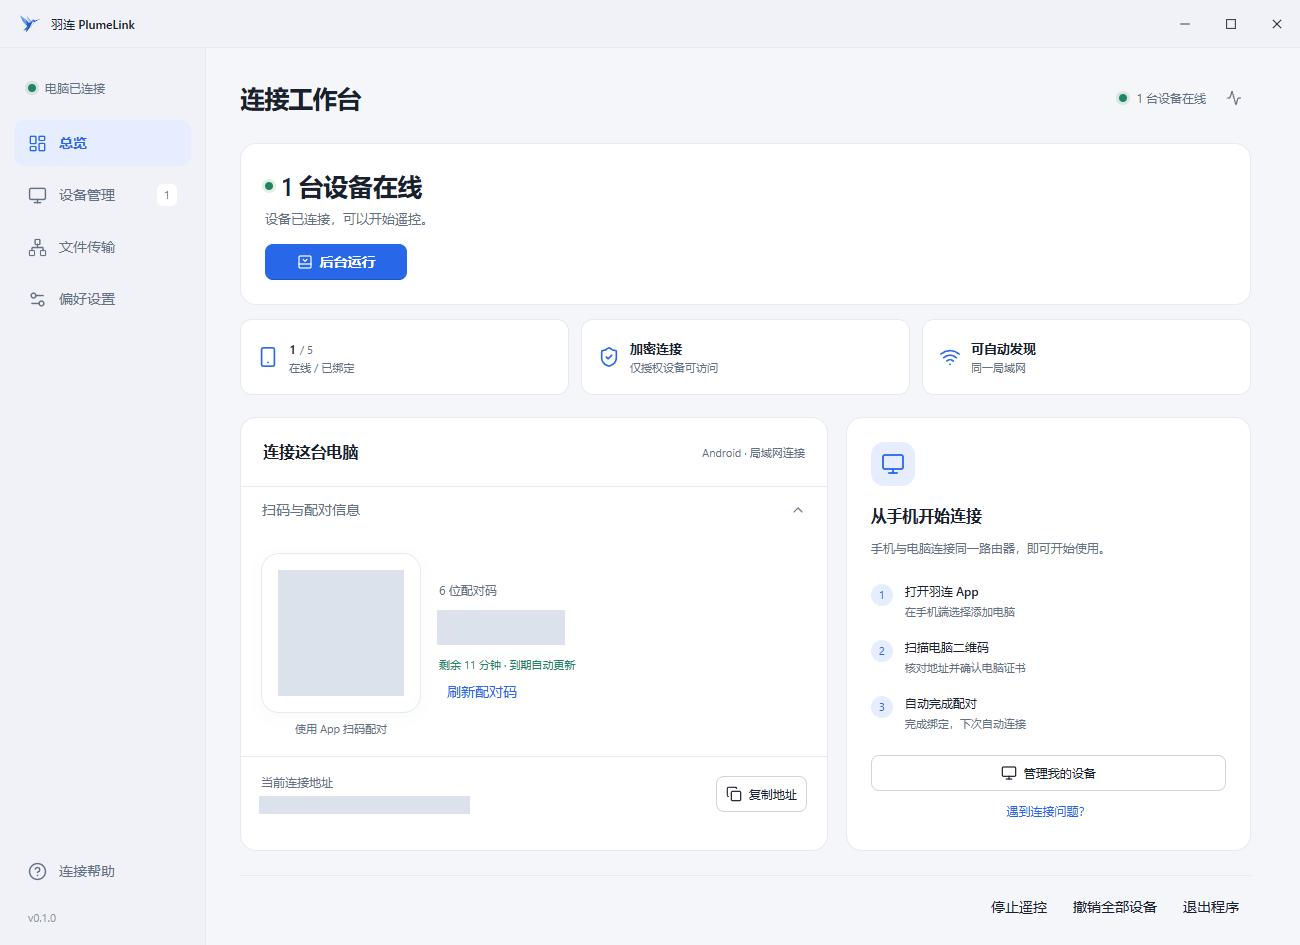 羽连 PlumeLink
电脑已连接
总览
设备管理 1
文件传输
偏好设置
连接帮助
v0.1.0
连接工作台
1 台设备在线
1 台设备在线
设备已连接，可以开始遥控。
后台运行
1 / 5
在线 / 已绑定
加密连接
仅授权设备可访问
可自动发现
同一局域网
连接这台电脑
Android · 局域网连接
扫码与配对信息
6 位配对码
剩余 11 分钟 · 到期自动更新
刷新配对码
使用 App 扫码配对
当前连接地址
复制地址
从手机开始连接
手机与电脑连接同一路由器，即可开始使用。
1 打开羽连 App
在手机端选择添加电脑
2 扫描电脑二维码
核对地址并确认电脑证书
3 自动完成配对
完成绑定，下次自动连接
管理我的设备
遇到连接问题?
停止遥控 撤销全部设备 退出程序